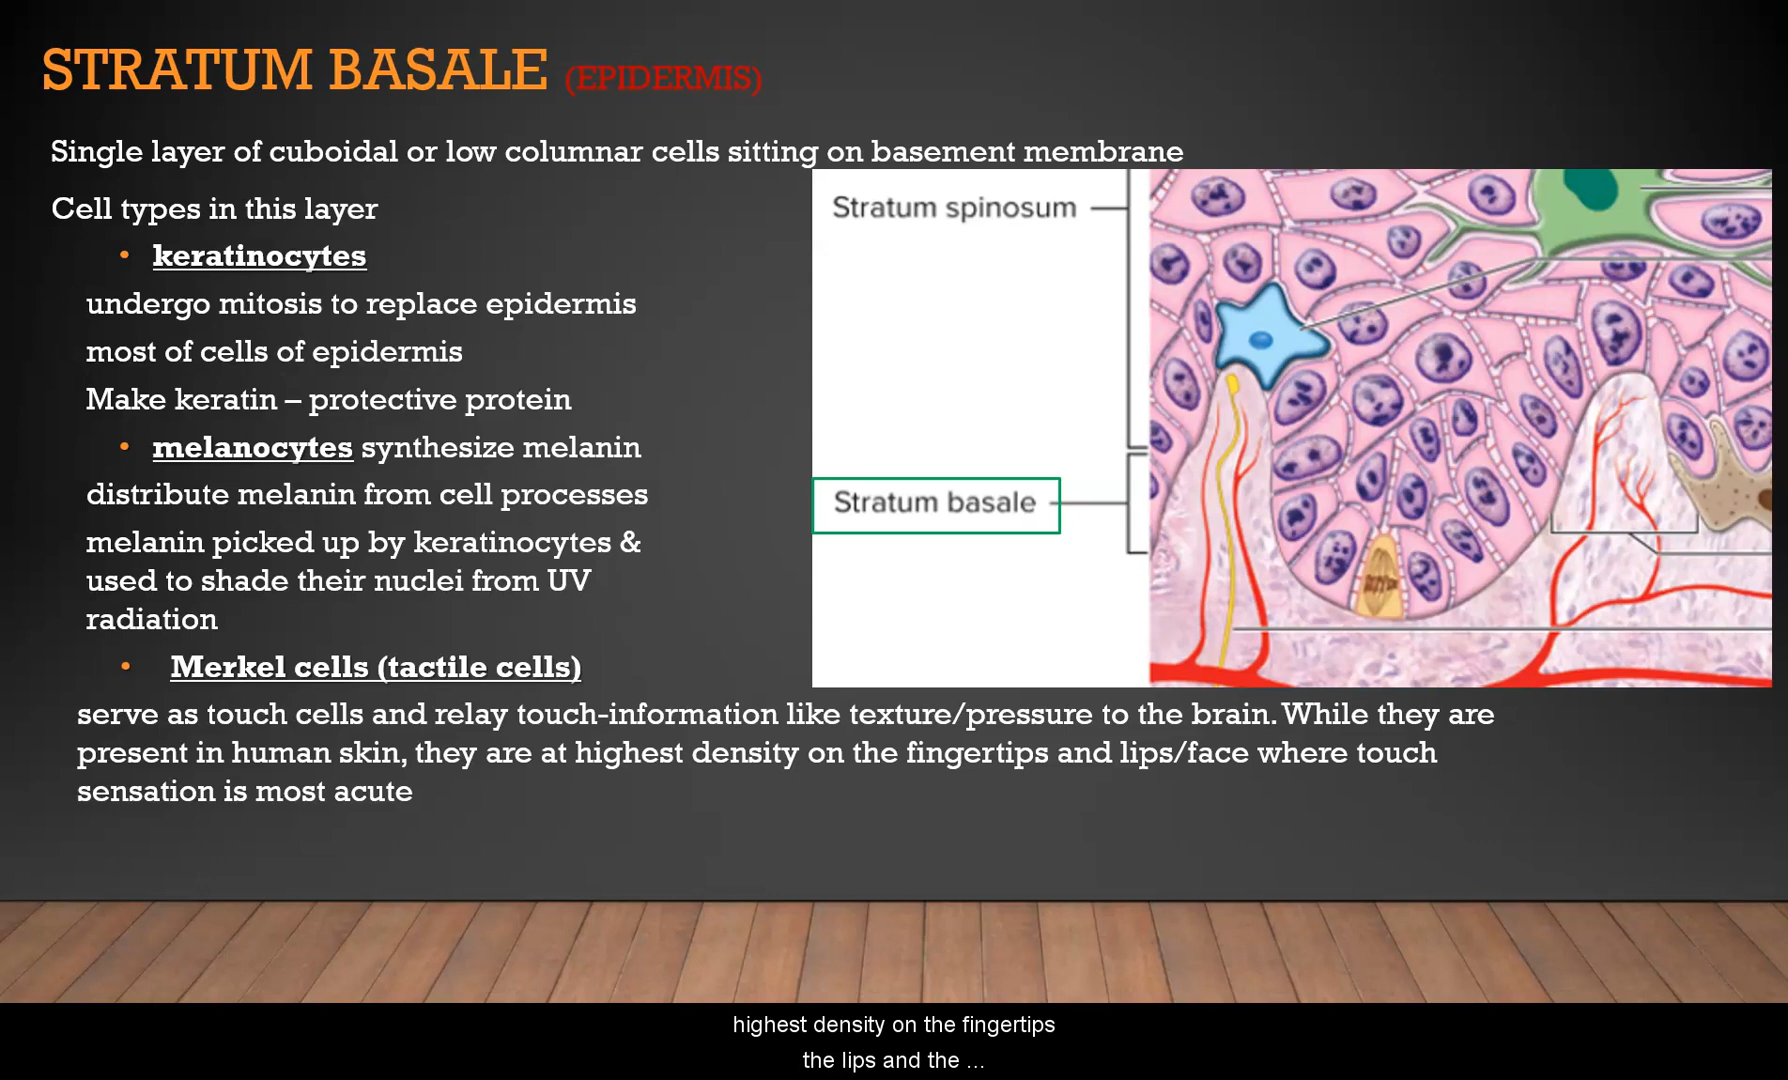 STRATUM BASALE (EPIDERMIS)
Single layer of cuboidal or low columnar cells sitting on basement membrane
Cell types in this layer
• keratinocytes
undergo mitosis to replace epidermis
most of cells of epidermis
Make keratin – protective protein
• melanocytes synthesize melanin
distribute melanin from cell processes
melanin picked up by keratinocytes &
used to shade their nuclei from UV
radiation
• Merkel cells (tactile cells)
serve as touch cells and relay touch-information like texture/pressure to the brain. While they are
present in human skin, they are at highest density on the fingertips and lips/face where touch
sensation is most acute
Stratum spinosum
Stratum basale
highest density on the fingertips
the lips and the ...